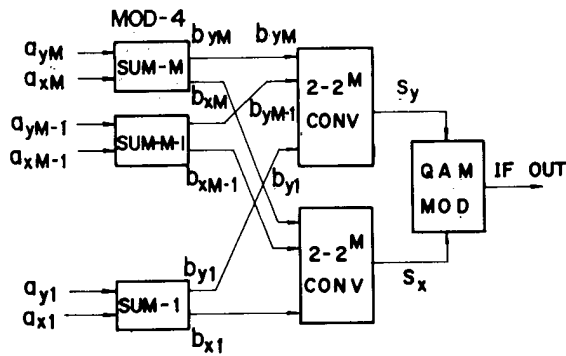 MOD-4
a_yM
a_xM
SUM-M
b_yM
b_yM
b_xM
a_yM-1
a_xM-1
SUM-M-1
b_yM-1
b_xM-1
2-2^M
CONV
S_y
b_y1
QAM
MOD
IF OUT
2-2^M
CONV
S_x
a_y1
a_x1
SUM-1
b_y1
b_x1